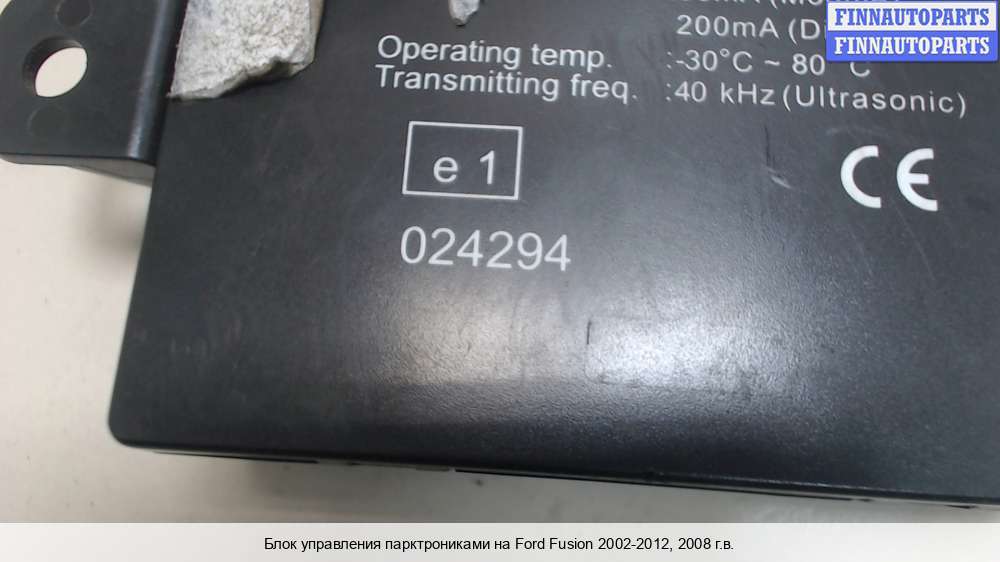 FINNAUTOPARTS
FINNAUTOPARTS
200mA
Operating temp. :-30°C ~ 80°C
Transmitting freq. :40 kHz (Ultrasonic)
e 1
CE
024294
Блок управления парктрониками на Ford Fusion 2002-2012, 2008 г.в.